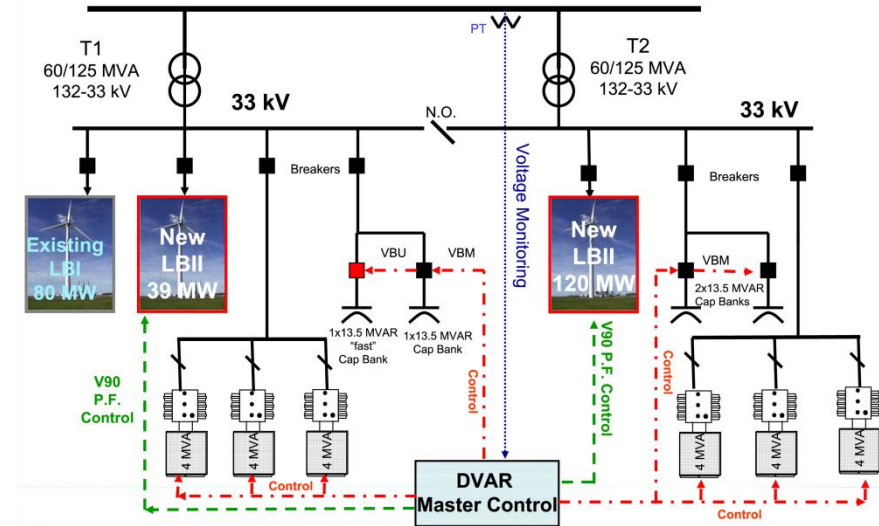 PT
T1
60/125 MVA
132-33 kV
T2
60/125 MVA
132-33 kV
33 kV
N.O.
33 kV
Breakers
Voltage Monitoring
Breakers
Existing
LBI
80 MW
New
LBII
39 MW
VBU
VBM
New
LBII
120 MW
VBM
2x13.5 MVAR
Cap Banks
1x13.5 MVAR
"fast"
Cap Bank
1x13.5 MVAR
Cap Bank
V90
P.F.
Control
Control
V90 P.F. Control
Control
4 MVA
4 MVA
4 MVA
4 MVA
4 MVA
4 MVA
Control
DVAR
Master Control
Control